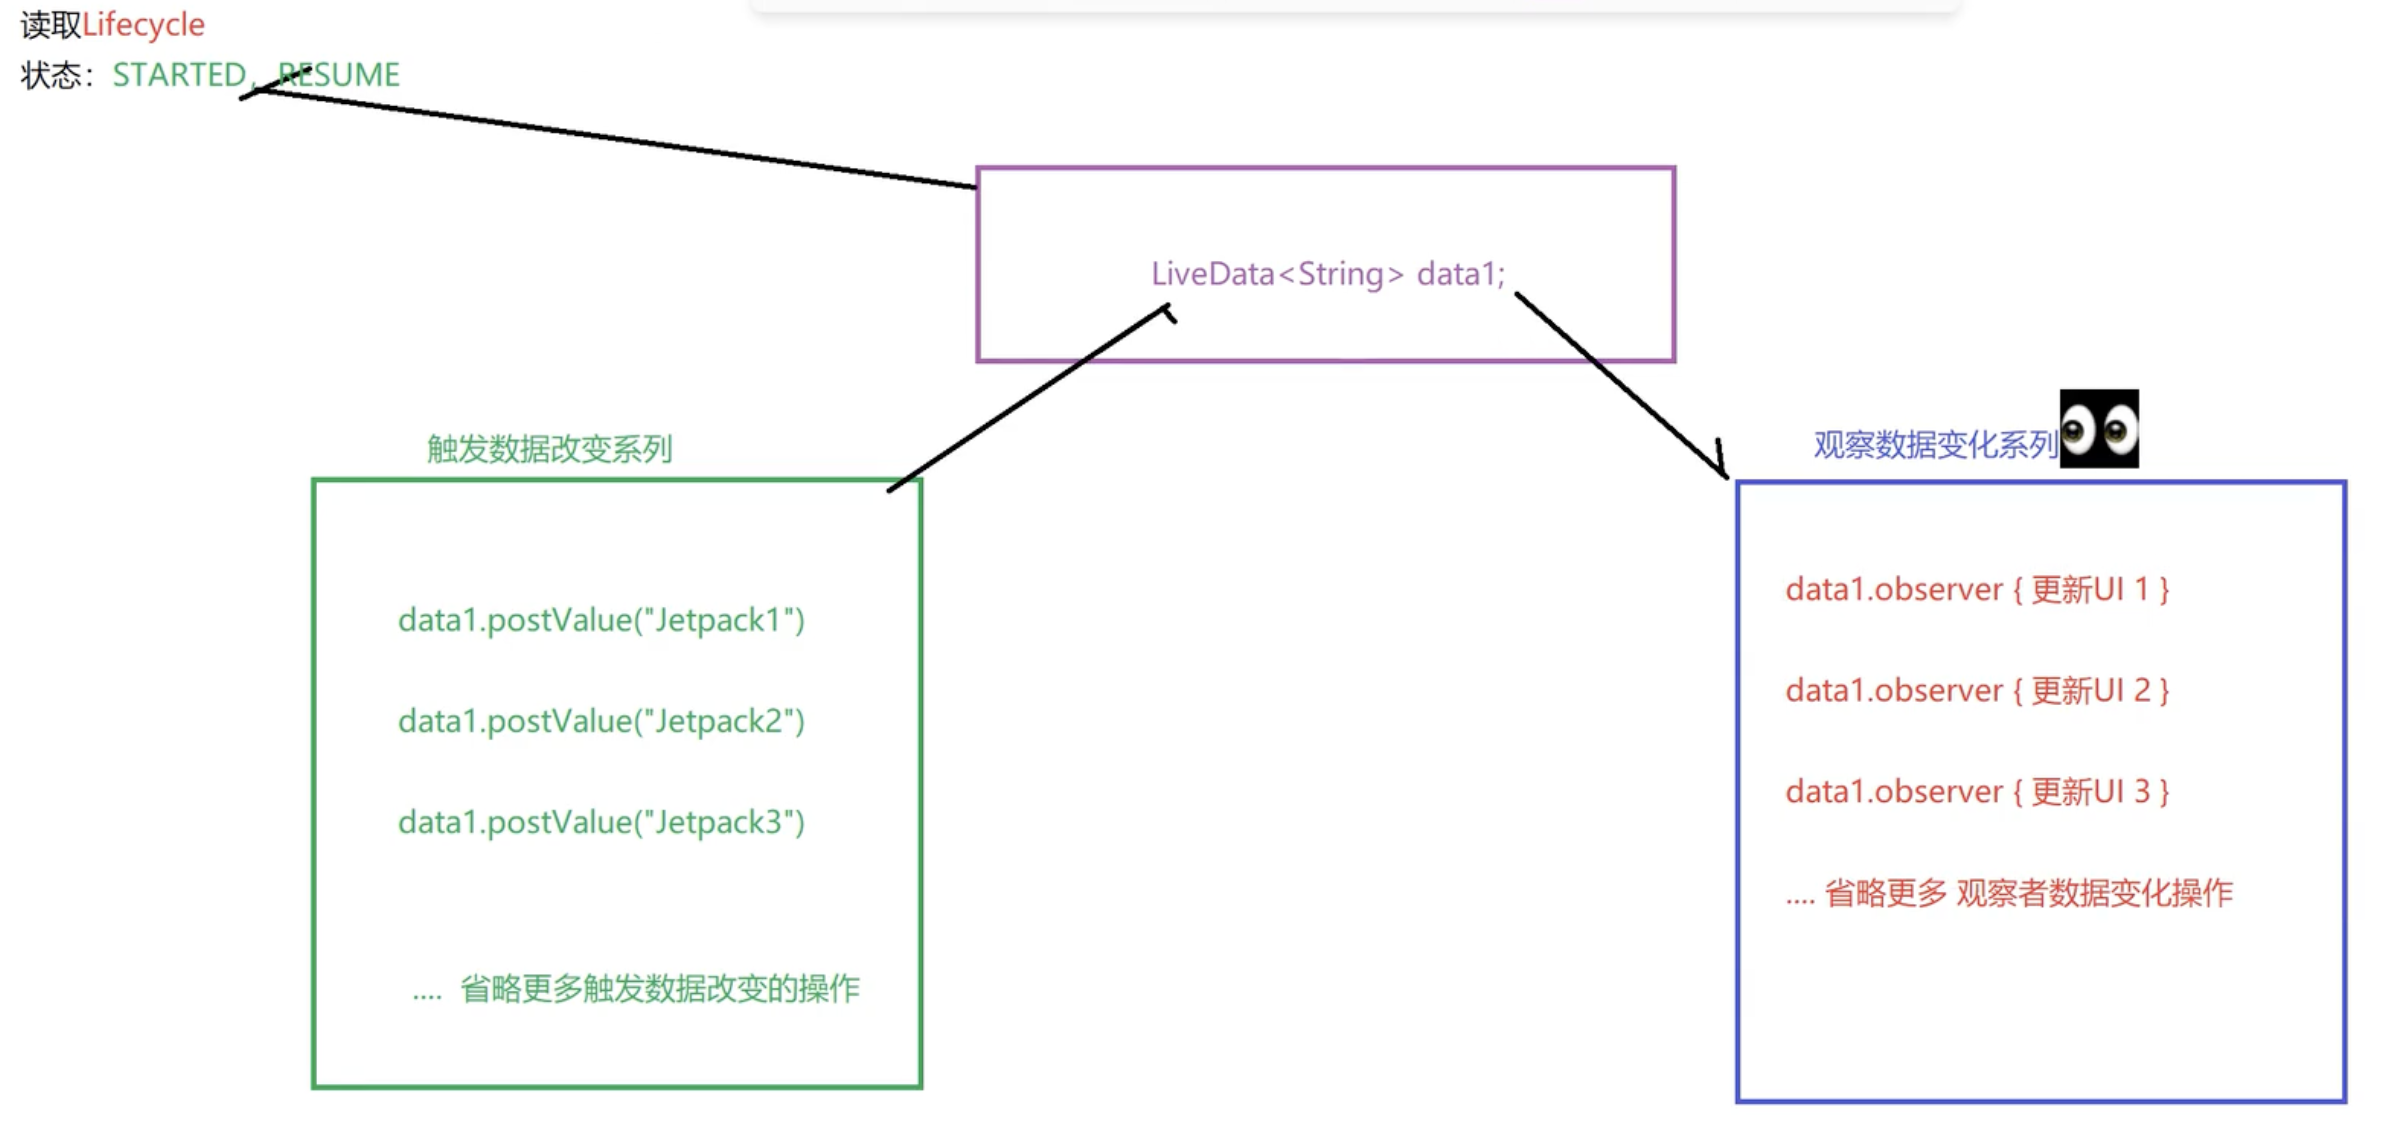 读取Lifecycle
状态：STARTED，RESUME
LiveData<String> data1;
触发数据改变系列
data1.postValue("Jetpack1")
data1.postValue("Jetpack2")
data1.postValue("Jetpack3")
.... 省略更多触发数据改变的操作
观察数据变化系列
data1.observer { 更新UI 1 }
data1.observer { 更新UI 2 }
data1.observer { 更新UI 3 }
.... 省略更多 观察者数据变化操作